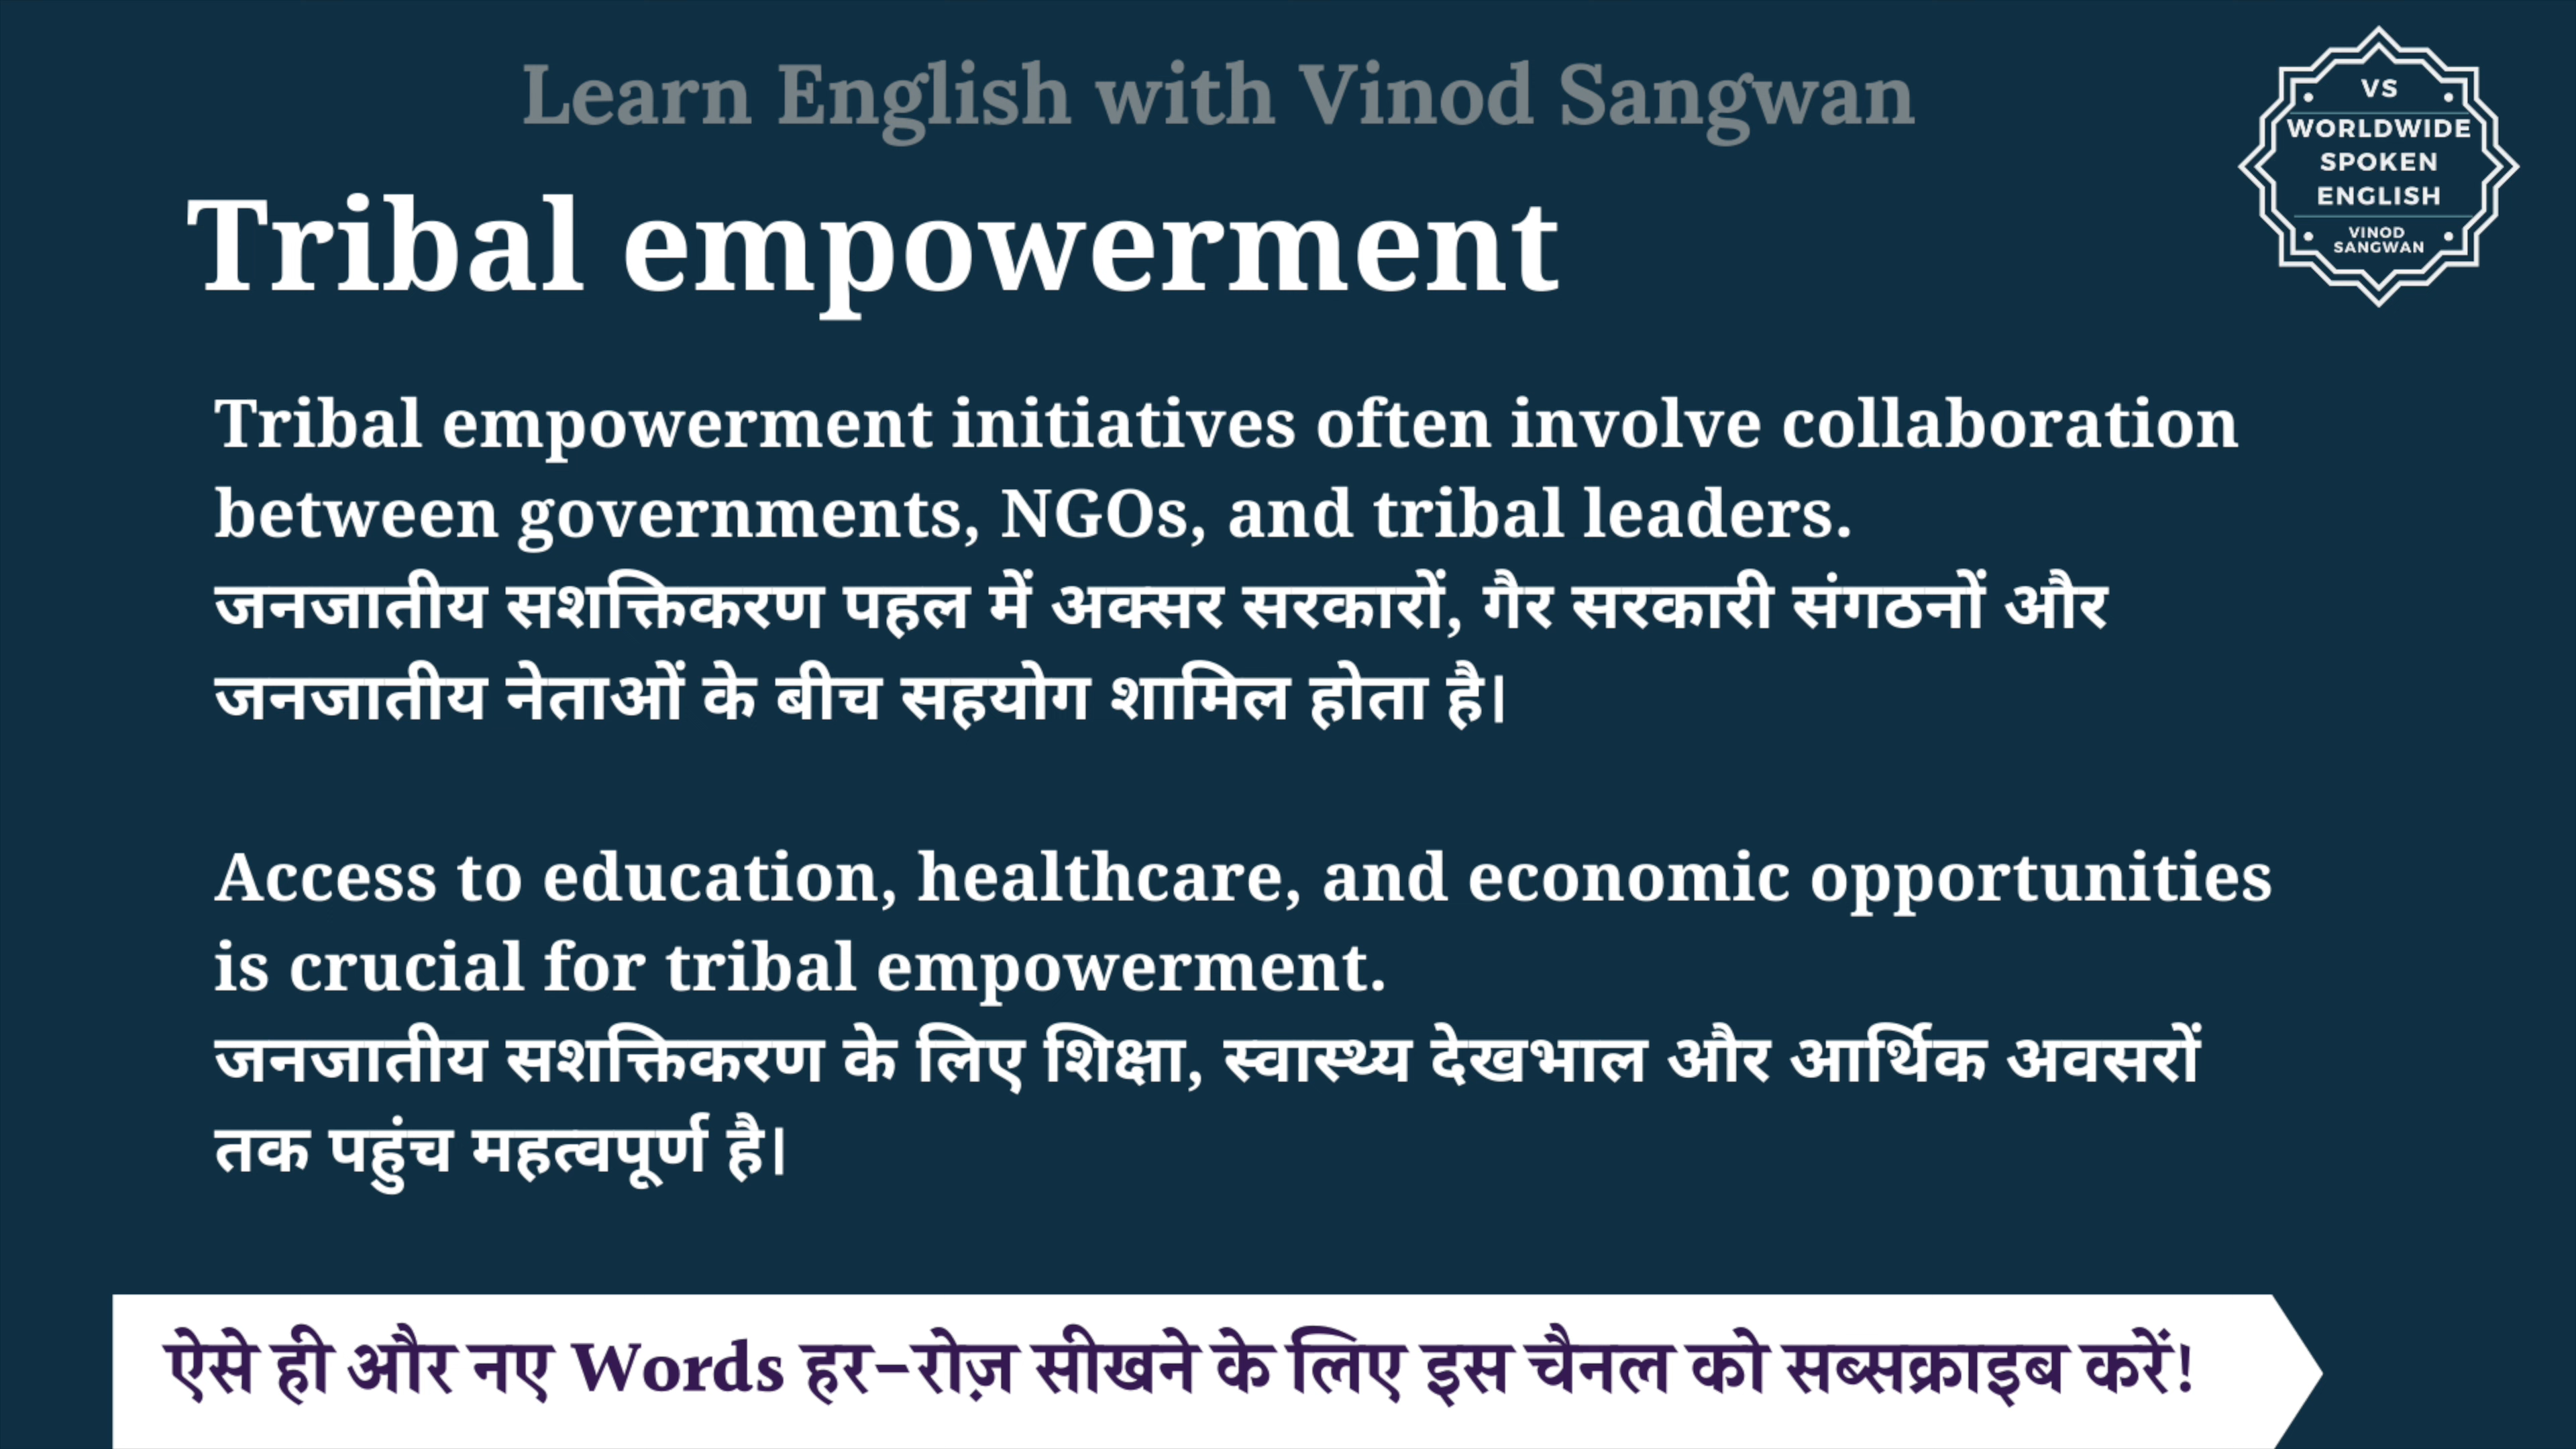 Learn English with Vinod Sangwan
VS
WORLDWIDE
SPOKEN
ENGLISH
VINOD
SANGWAN
Tribal empowerment
Tribal empowerment initiatives often involve collaboration
between governments, NGOs, and tribal leaders.
जनजातीय सशक्तिकरण पहल में अक्सर सरकारों, गैर सरकारी संगठनों और
जनजातीय नेताओं के बीच सहयोग शामिल होता है।
Access to education, healthcare, and economic opportunities
is crucial for tribal empowerment.
जनजातीय सशक्तिकरण के लिए शिक्षा, स्वास्थ्य देखभाल और आर्थिक अवसरों
तक पहुंच महत्वपूर्ण है।
ऐसे ही और नए Words हर-रोज़ सीखने के लिए इस चैनल को सब्सक्राइब करें!